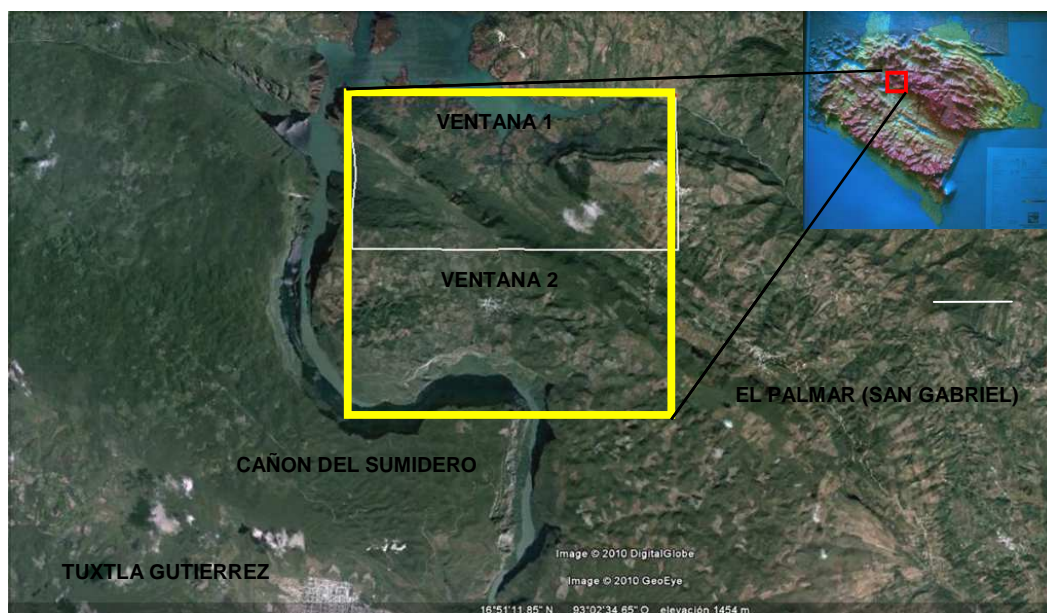 VENTANA 1
VENTANA 2
EL PALMAR (SAN GABRIEL)
CAÑON DEL SUMIDERO
Image © 2010 DigitalGlobe
TUXTLA GUTIERREZ
Image © 2010 GeoEye
16°51'11.85" N 93°02'34.65" O elevación 1454 m